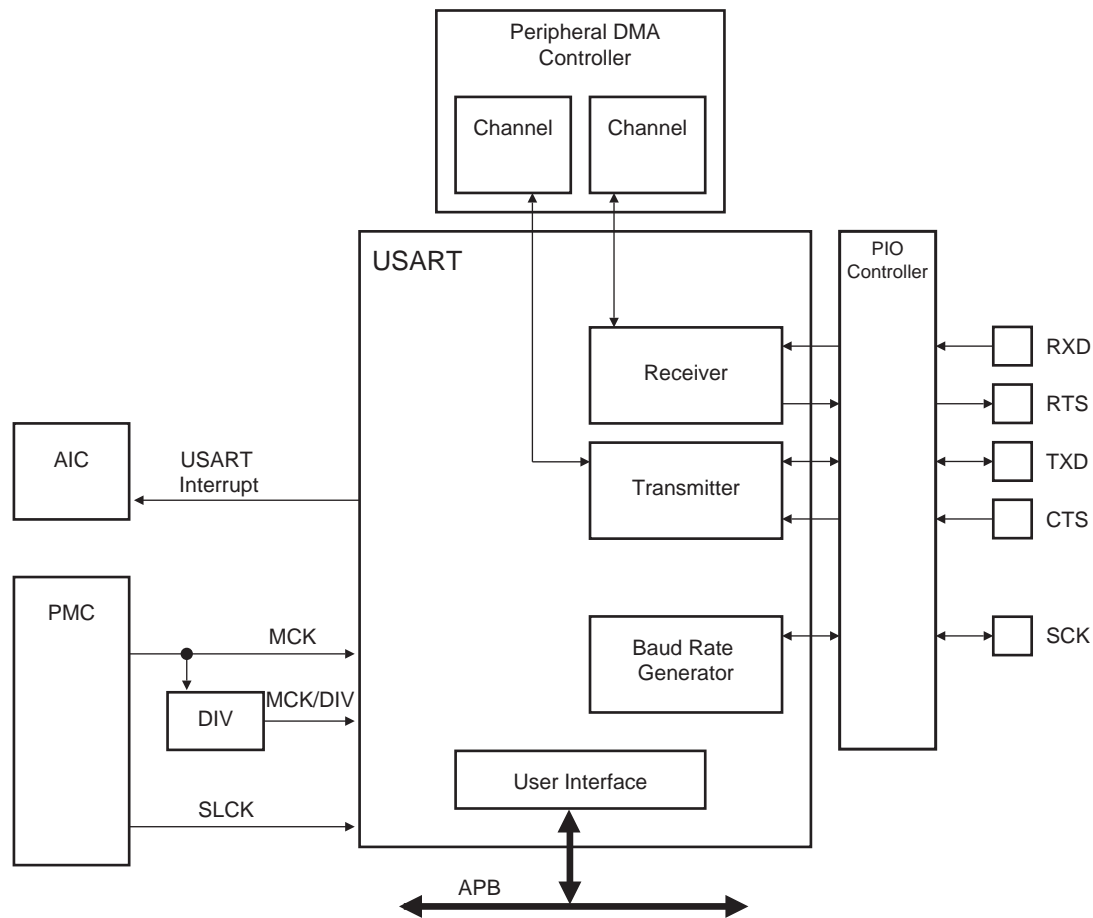 Peripheral DMA
Controller
Channel
Channel
USART
PIO
Controller
Receiver
RXD
RTS
AIC
USART
Interrupt
Transmitter
TXD
CTS
PMC
MCK
Baud Rate
Generator
SCK
MCK/DIV
DIV
User Interface
SLCK
APB